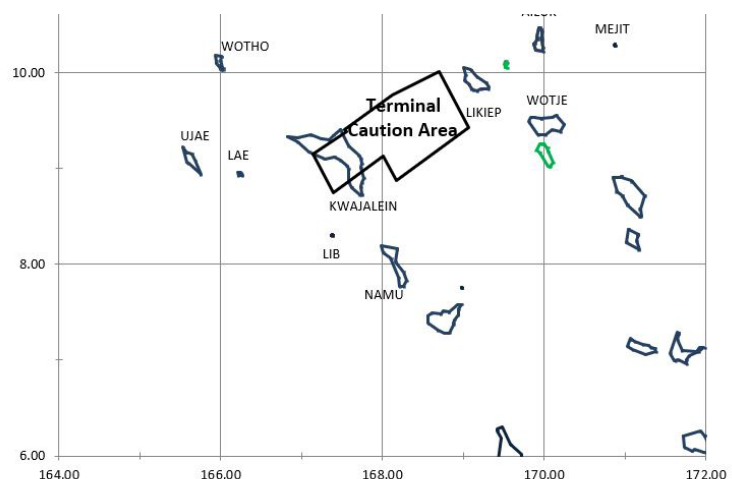 MEJIT
WOTHO
10.00
Terminal
Caution Area
LIKIEP
WOTJE
UJAE
LAE
KWAJALEIN
LIB
8.00
NAMU
6.00
164.00 166.00 168.00 170.00 172.00